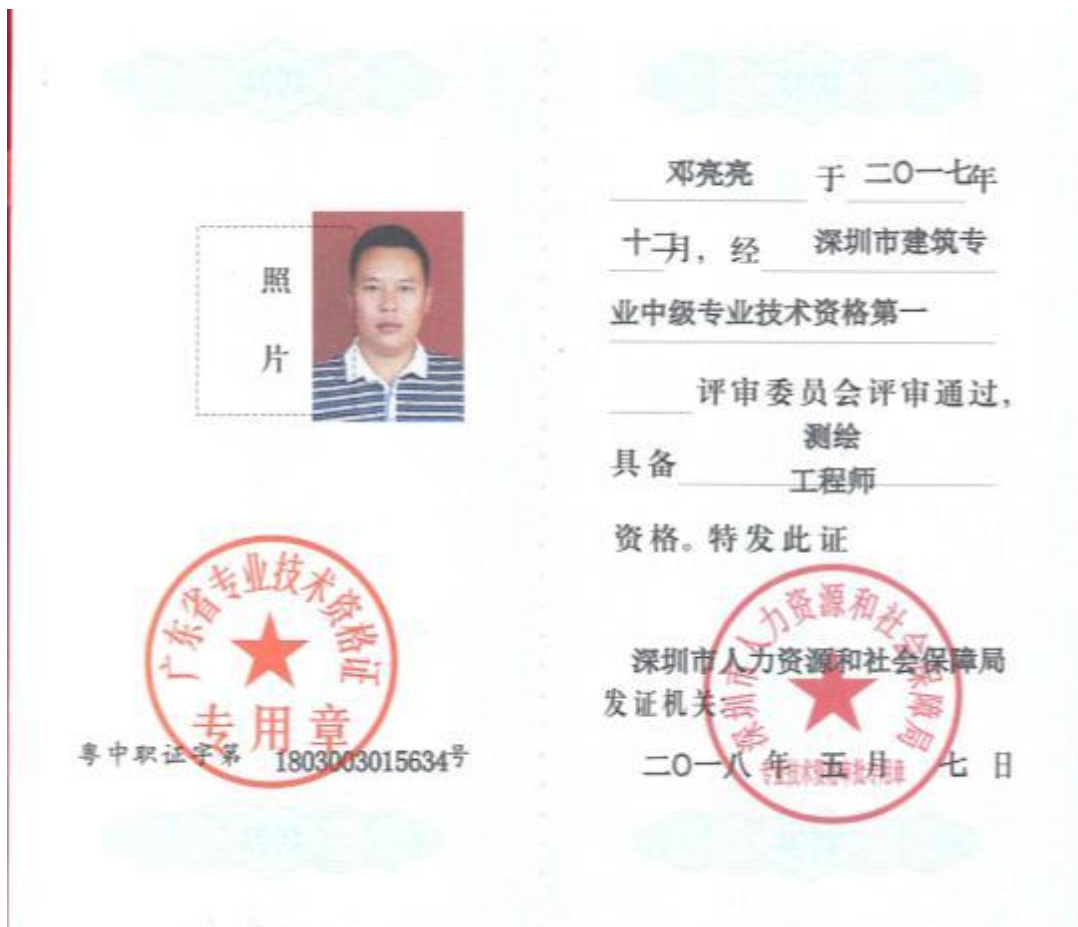 照
片
广东省专业技术资格证
专用章
粤中职证字第 1803003015634号
邓亮亮 于 二〇一七年
十二月，经 深圳市建筑专
业中级专业技术资格第一
评审委员会评审通过，
具备 测绘
工程师
资格。特发此证
深圳市人力资源和社会保障局
深圳市人力资源和社会保障局
发证机关：
二〇一八 年 五 月 七 日